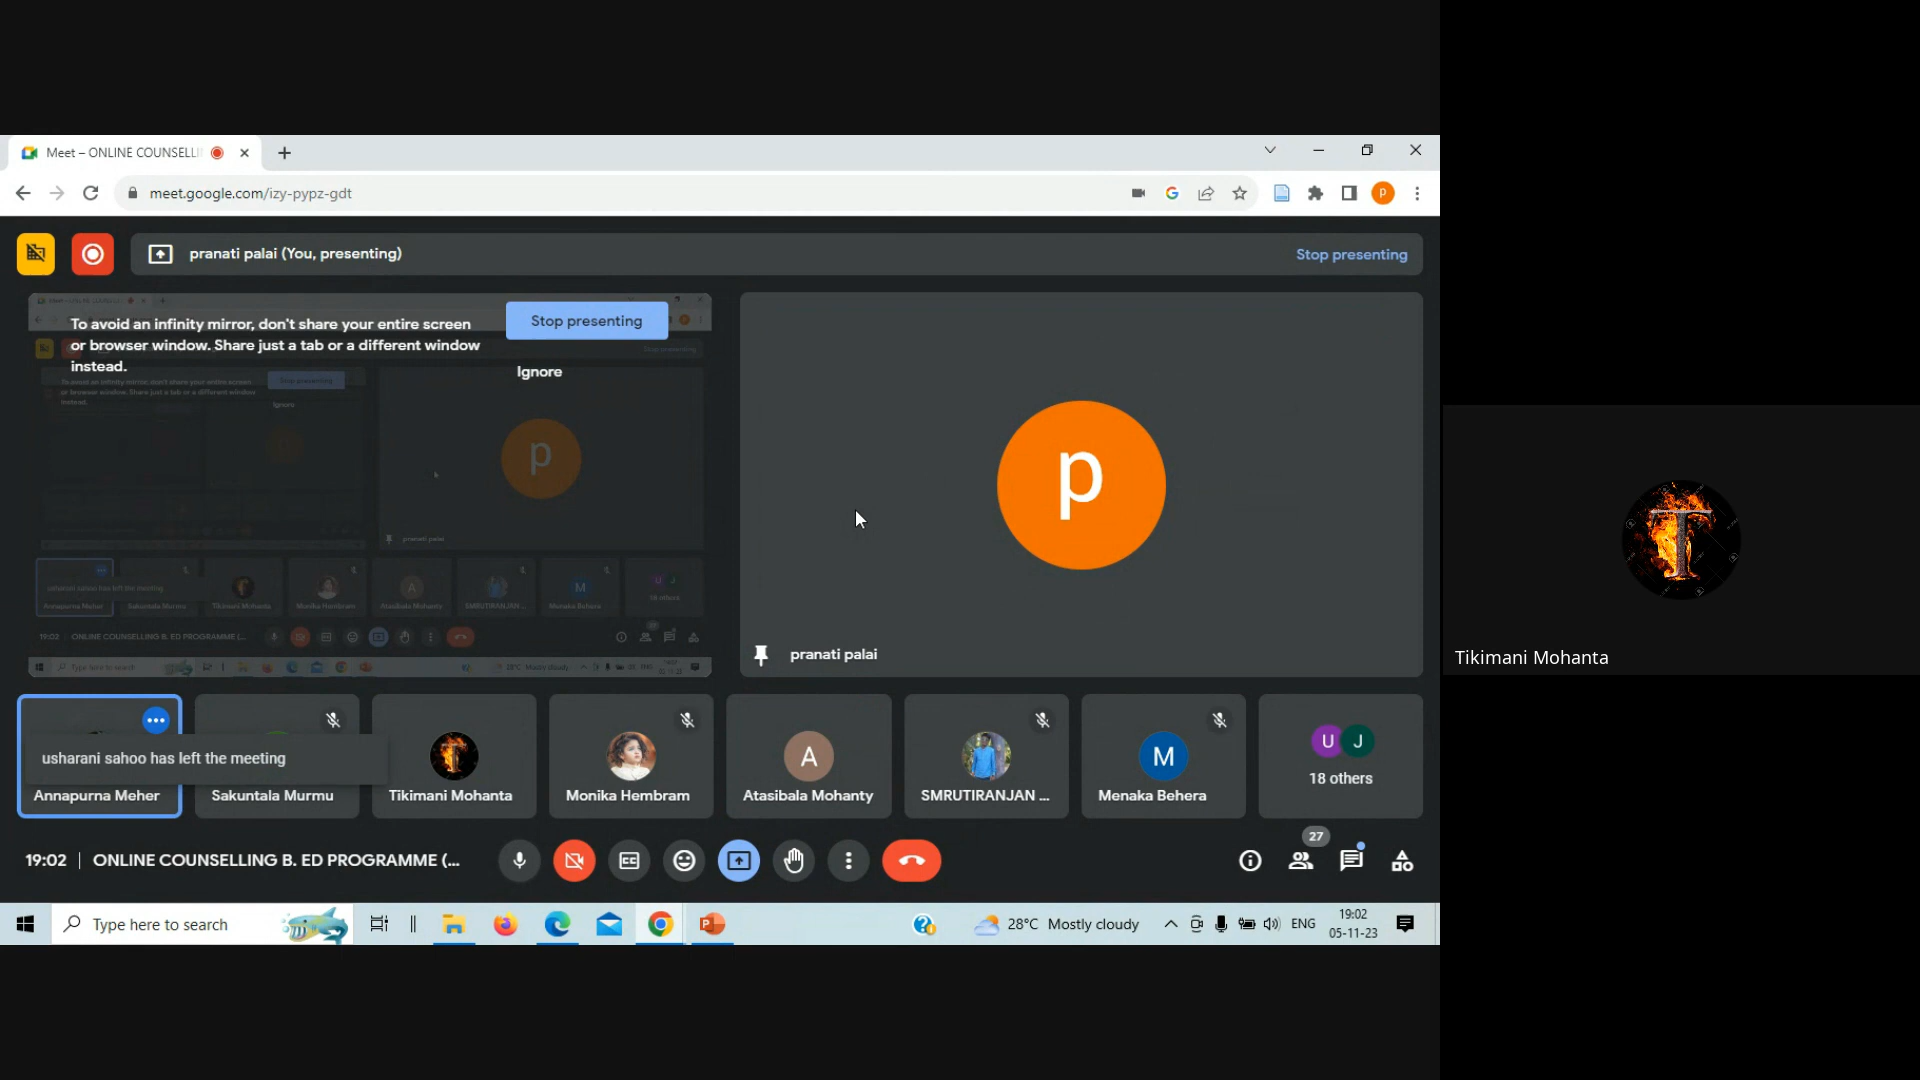 Meet – ONLINE COUNSELLI
meet.google.com/izy-pypz-gdt
P
pranati palai (You, presenting)
Stop presenting
To avoid an infinity mirror, don't share your entire screen
or browser window. Share just a tab or a different window
instead.
Stop presenting
Ignore
p
p
pranati palai
Tikimani Mohanta
usharani sahoo has left the meeting
Annapurna Meher
Sakuntala Murmu
Tikimani Mohanta
Monika Hembram
A
Atasibala Mohanty
SMRUTIRANJAN ...
M
Menaka Behera
U J
18 others
27
19:02 | ONLINE COUNSELLING B. ED PROGRAMME (...
Type here to search
28°C Mostly cloudy
ENG
19:02
05-11-23